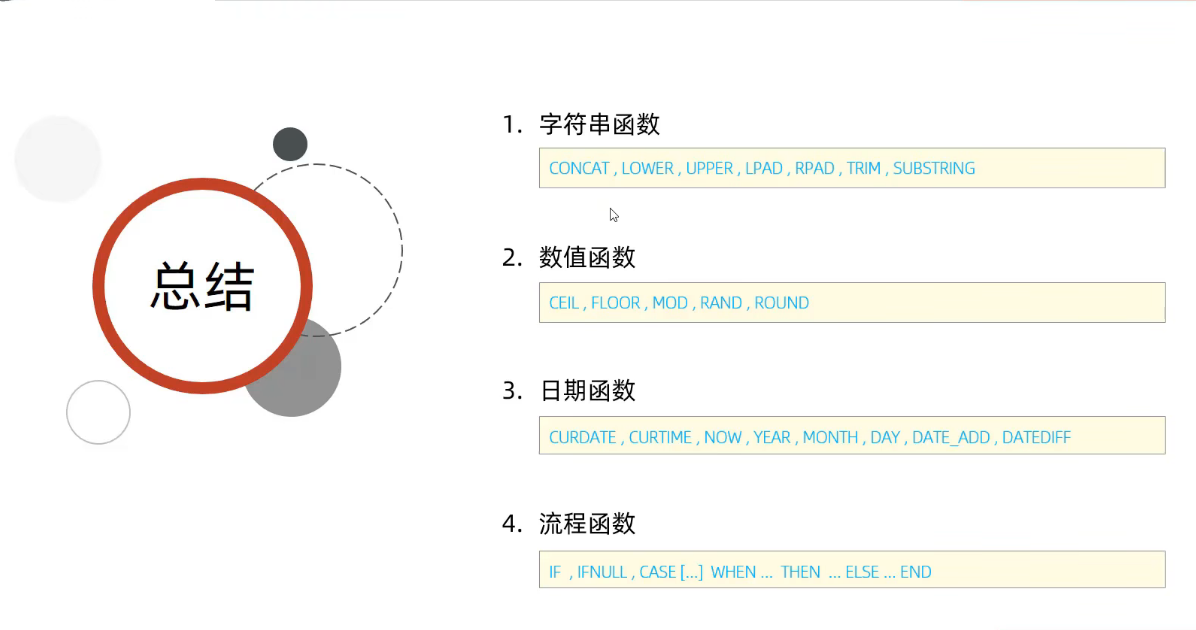 总结
1. 字符串函数
CONCAT , LOWER , UPPER , LPAD , RPAD , TRIM , SUBSTRING
2. 数值函数
CEIL , FLOOR , MOD , RAND , ROUND
3. 日期函数
CURDATE , CURTIME , NOW , YEAR , MONTH , DAY , DATE_ADD , DATEDIFF
4. 流程函数
IF , IFNULL , CASE [...] WHEN ... THEN ... ELSE ... END